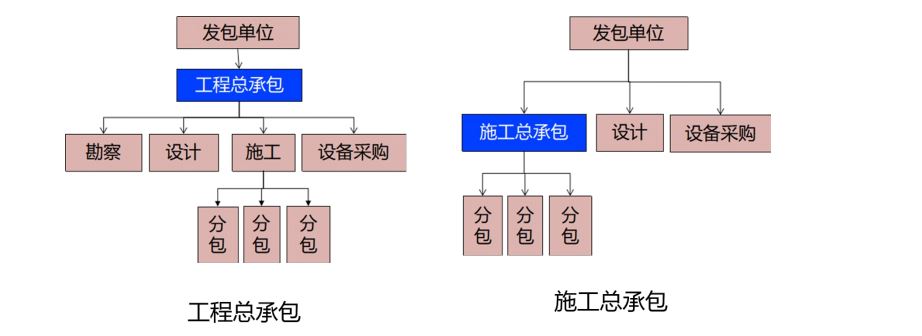 发包单位
工程总承包
勘察
设计
施工
设备采购
分包
分包
分包
工程总承包
发包单位
施工总承包
设计
设备采购
分包
分包
分包
施工总承包